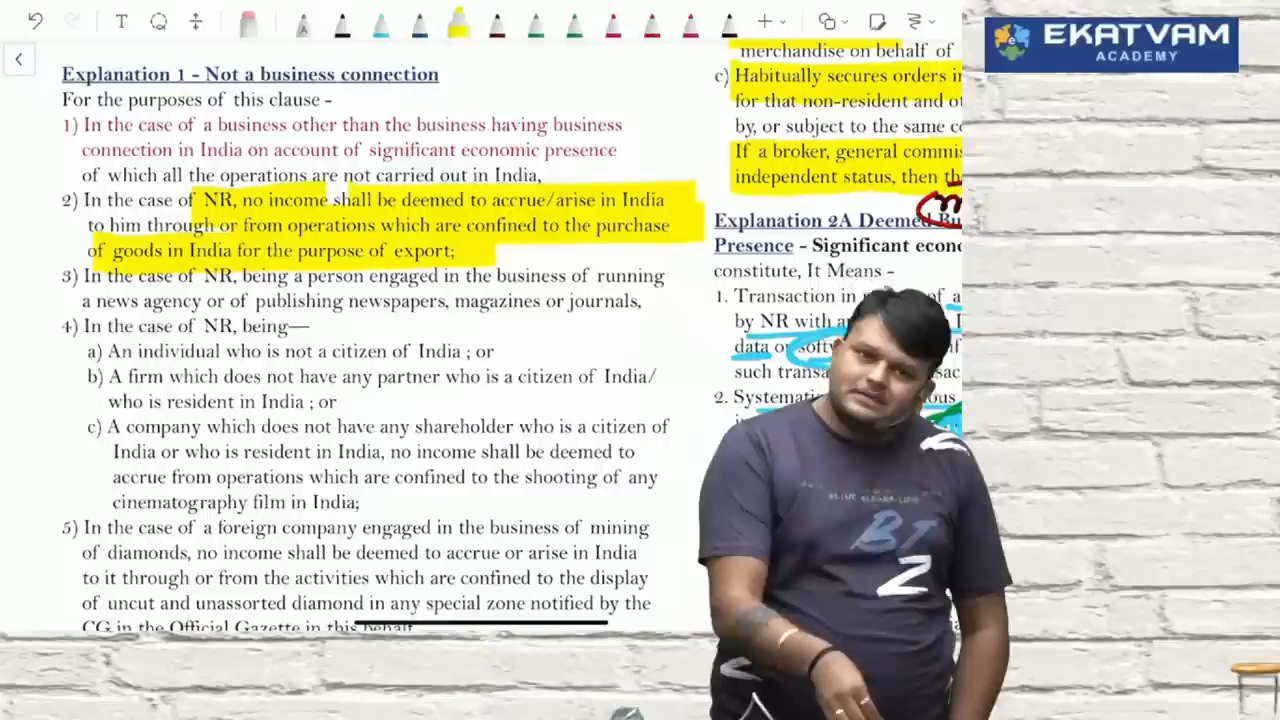 EKATVAM
ACADEMY
Explanation 1 - Not a business connection
For the purposes of this clause -
1) In the case of a business other than the business having business
connection in India on account of significant economic presence
of which all the operations are not carried out in India,
2) In the case of NR, no income shall be deemed to accrue/arise in India
to him through or from operations which are confined to the purchase
of goods in India for the purpose of export;
3) In the case of NR, being a person engaged in the business of running
a news agency or of publishing newspapers, magazines or journals,
4) In the case of NR, being—
a) An individual who is not a citizen of India ; or
b) A firm which does not have any partner who is a citizen of India/
who is resident in India ; or
c) A company which does not have any shareholder who is a citizen of
India or who is resident in India, no income shall be deemed to
accrue from operations which are confined to the shooting of any
cinematography film in India;
5) In the case of a foreign company engaged in the business of mining
of diamonds, no income shall be deemed to accrue or arise in India
to it through or from the activities which are confined to the display
of uncut and unassorted diamond in any special zone notified by the
CG in the Official Gazette in this behalf
merchandise on behalf of
c) Habitually secures orders
for that non-resident and
by, or subject to the same
If a broker, general
independent status, then
Explanation 2A Deemed
Presence - Significant
constitute, It Means -
1. Transaction in of
by NR with
data or
such
2.
BT